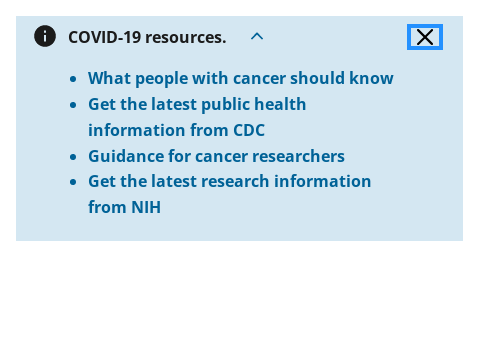 COVID-19 resources.
What people with cancer should know
Get the latest public health
information from CDC
Guidance for cancer researchers
Get the latest research information
from NIH